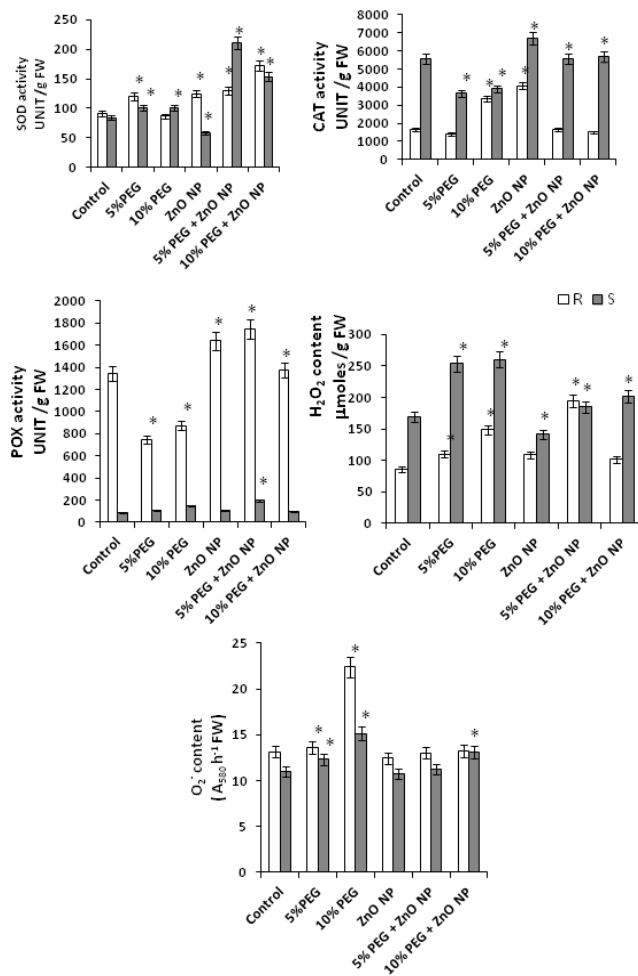 SOD activity
UNIT /g FW
250
200
150
100
50
0
* * * * * * * * *
Control
5%PEG
10% PEG
ZnO NP
5% PEG + ZnO NP
10% PEG + ZnO NP
CAT activity
UNIT /g FW
8000
7000
6000
5000
4000
3000
2000
1000
0
* * * * * * *
Control
5%PEG
10% PEG
ZnO NP
5% PEG + ZnO NP
10% PEG + ZnO NP
POX activity
UNIT /g FW
2000
1800
1600
1400
1200
1000
800
600
400
200
0
* * * * * *
Control
5%PEG
10% PEG
ZnO NP
5% PEG + ZnO NP
10% PEG + ZnO NP
R S
H₂O₂ content
µmoles /g FW
300
250
200
150
100
50
0
* * * * * * * *
Control
5%PEG
10% PEG
ZnO NP
5% PEG + ZnO NP
10% PEG + ZnO NP
O₂⁻ content
( A₅₈₀ h⁻¹ FW)
25
20
15
10
5
0
* * * * *
Control
5%PEG
10% PEG
ZnO NP
5% PEG + ZnO NP
10% PEG + ZnO NP